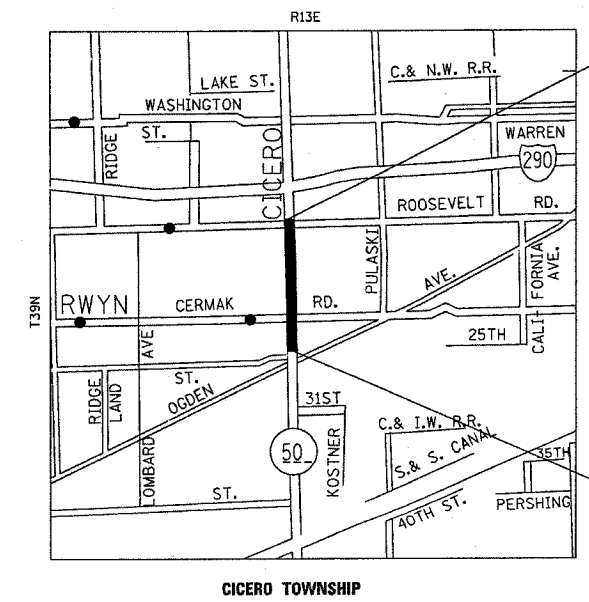 R13E
C.& N.W. R.R.
LAKE ST.
WASHINGTON
ST.
RIDGE
CICERO
WARREN
290
ROOSEVELT RD.
PULASKI
AVE.
CALI-FORNIA
AVE.
T39N
RWYN
CERMAK RD.
25TH
AVE
ST.
OGDEN
RIDGE
LAND
LOMBARD
31ST
KOSTNER
50
C.& I.W. R.R.
S.& S. CANAL
35TH
PERSHING
40TH ST.
ST.
CICERO TOWNSHIP